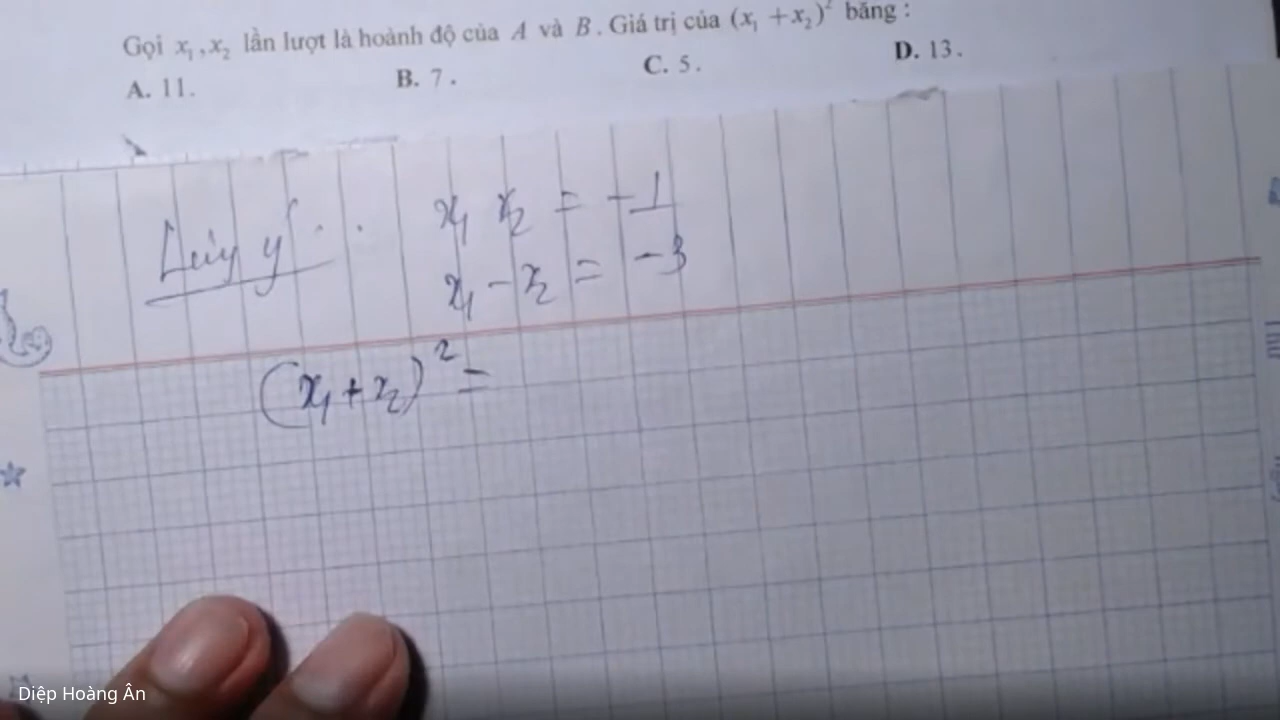 Gọi x₁, x₂ lần lượt là hoành độ của A và B. Giá trị của (x₁ + x₂)² bằng :
A. 11. B. 7. C. 5. D. 13.
x₁ x₂ = -1
x₁ - x₂ = -3
(x₁ + x₂)² =
Diệp Hoàng Ân